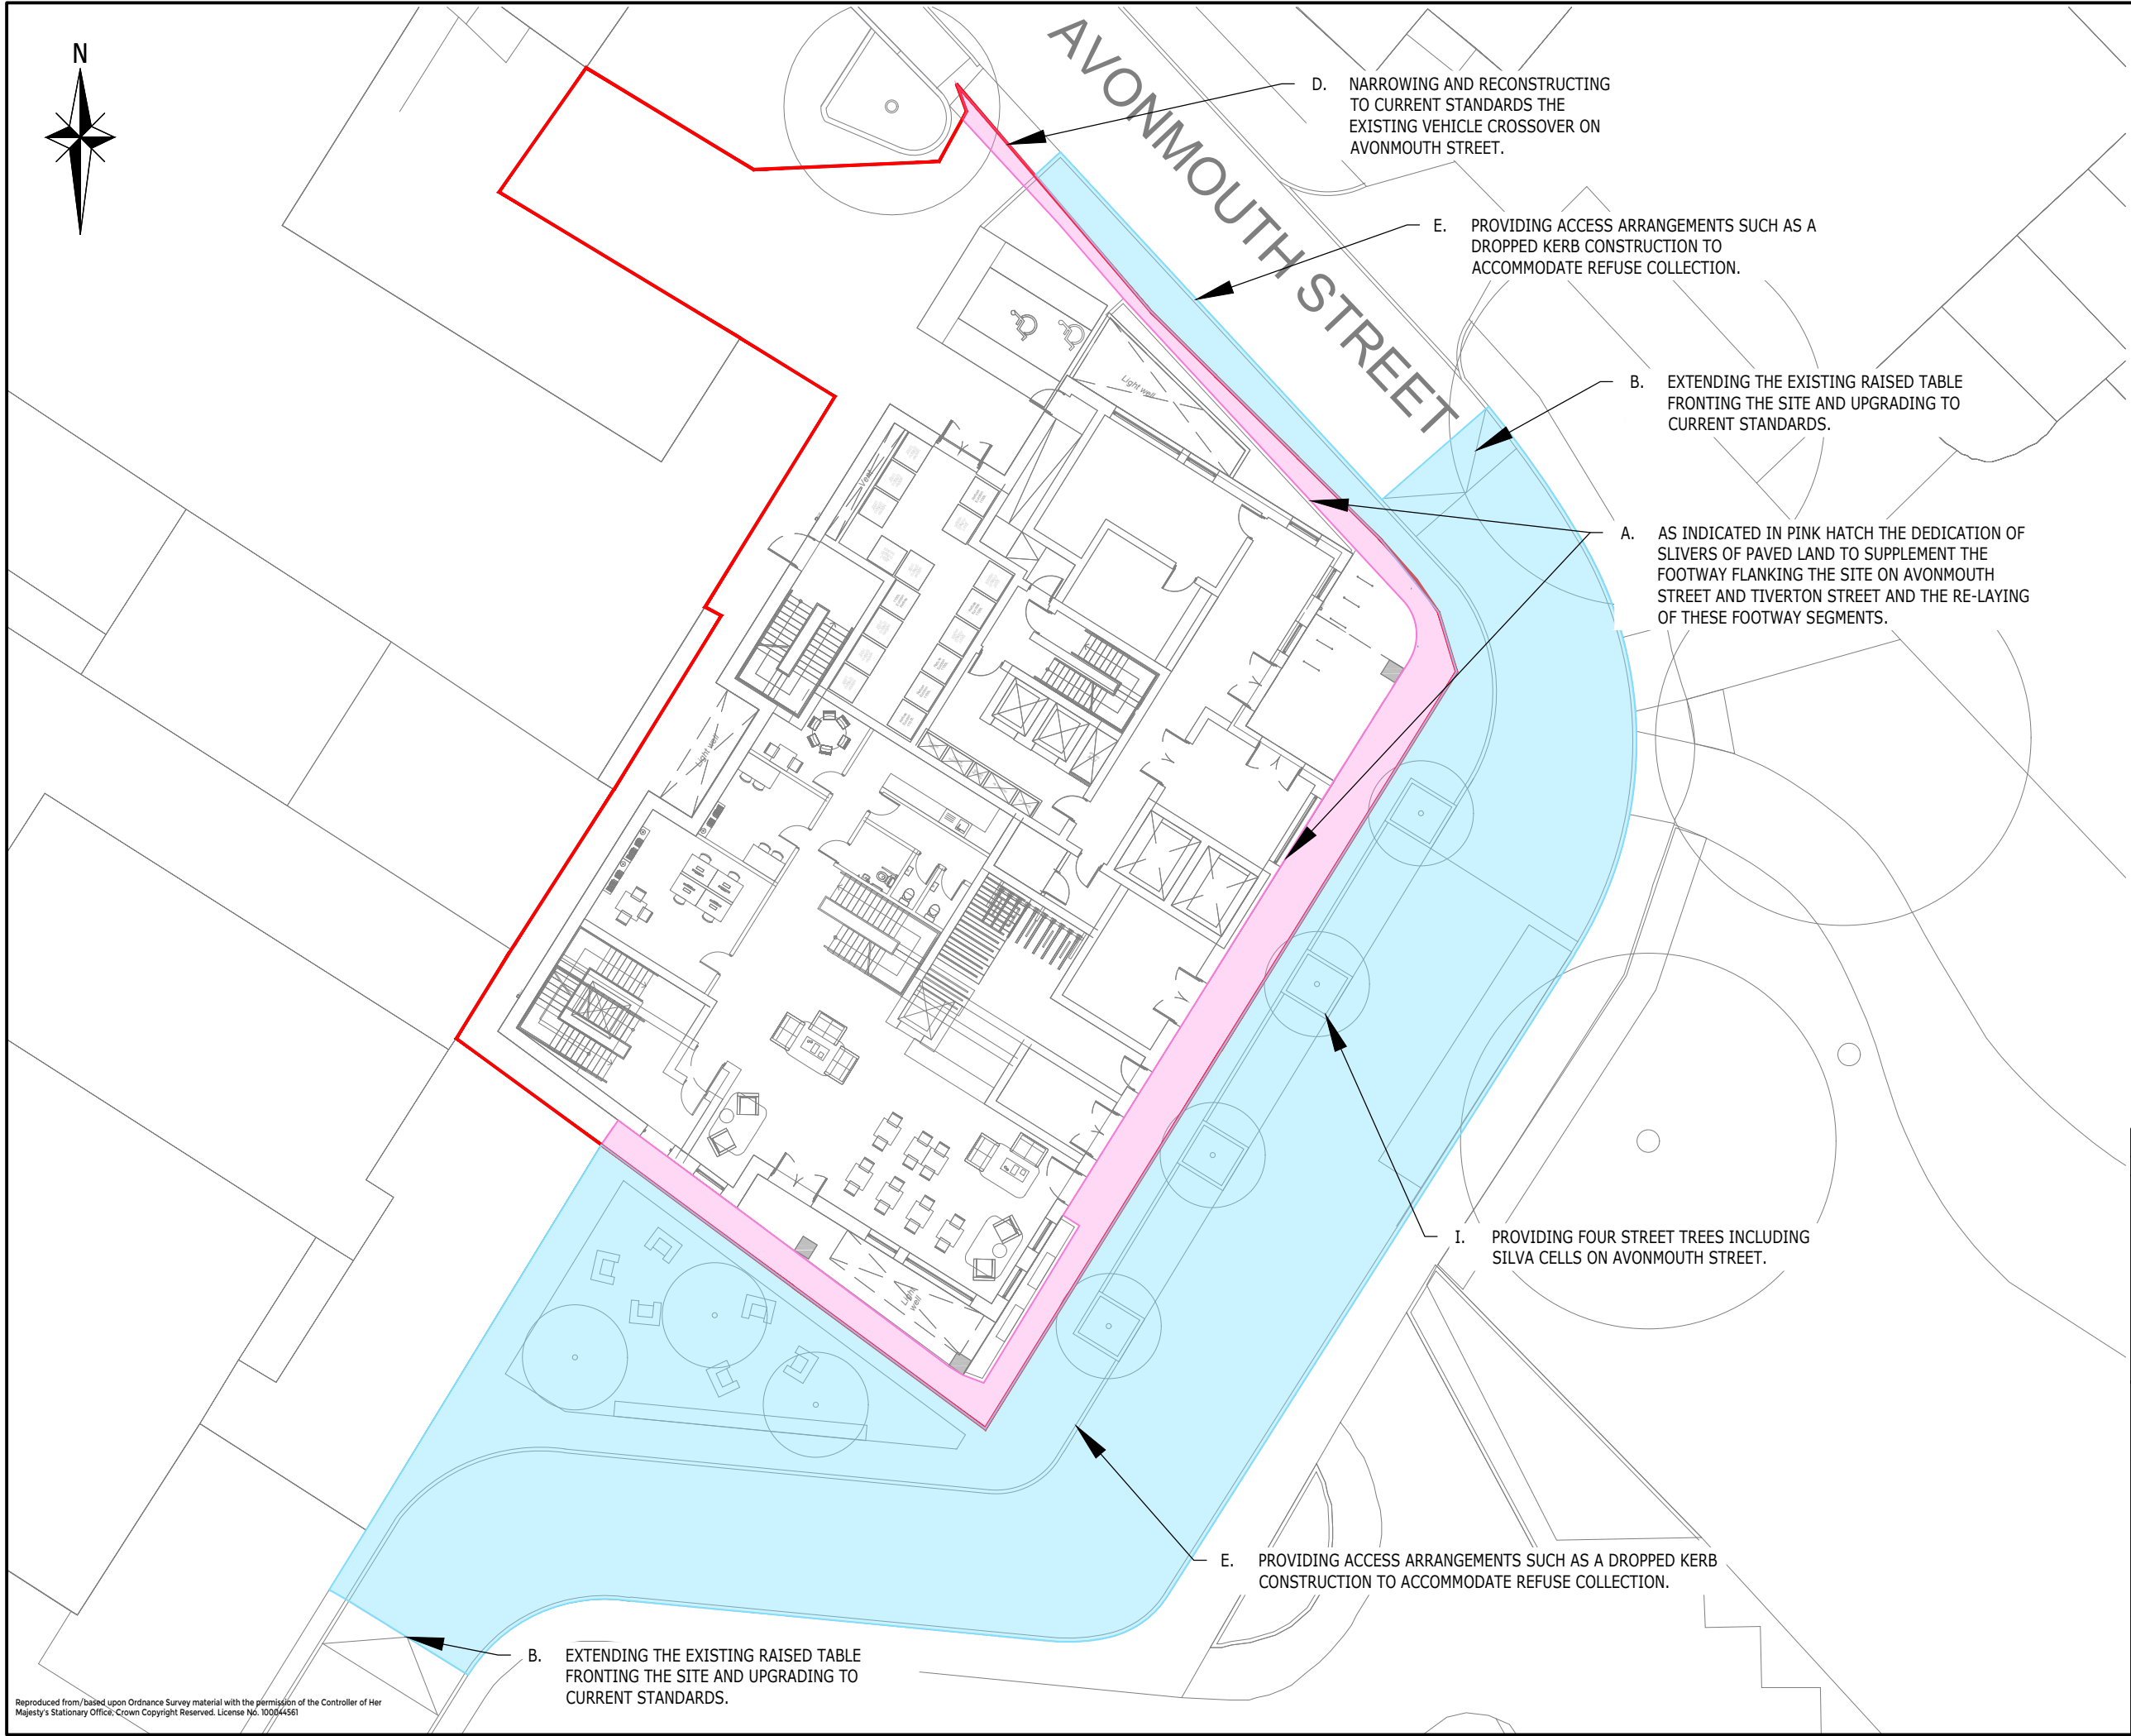 N
AVONMOUTH STREET
D. NARROWING AND RECONSTRUCTING
TO CURRENT STANDARDS THE
EXISTING VEHICLE CROSSOVER ON
AVONMOUTH STREET.
E. PROVIDING ACCESS ARRANGEMENTS SUCH AS A
DROPPED KERB CONSTRUCTION TO
ACCOMMODATE REFUSE COLLECTION.
B. EXTENDING THE EXISTING RAISED TABLE
FRONTING THE SITE AND UPGRADING TO
CURRENT STANDARDS.
A. AS INDICATED IN PINK HATCH THE DEDICATION OF
SLIVERS OF PAVED LAND TO SUPPLEMENT THE
FOOTWAY FLANKING THE SITE ON AVONMOUTH
STREET AND TIVERTON STREET AND THE RE-LAYING
OF THESE FOOTWAY SEGMENTS.
Light well
Vent
Light well
Light
well
I. PROVIDING FOUR STREET TREES INCLUDING
SILVA CELLS ON AVONMOUTH STREET.
E. PROVIDING ACCESS ARRANGEMENTS SUCH AS A DROPPED KERB
CONSTRUCTION TO ACCOMMODATE REFUSE COLLECTION.
B. EXTENDING THE EXISTING RAISED TABLE
FRONTING THE SITE AND UPGRADING TO
CURRENT STANDARDS.
Reproduced from/based upon Ordnance Survey material with the permission of the Controller of Her
Majesty's Stationary Office, Crown Copyright Reserved. License No. 100044561